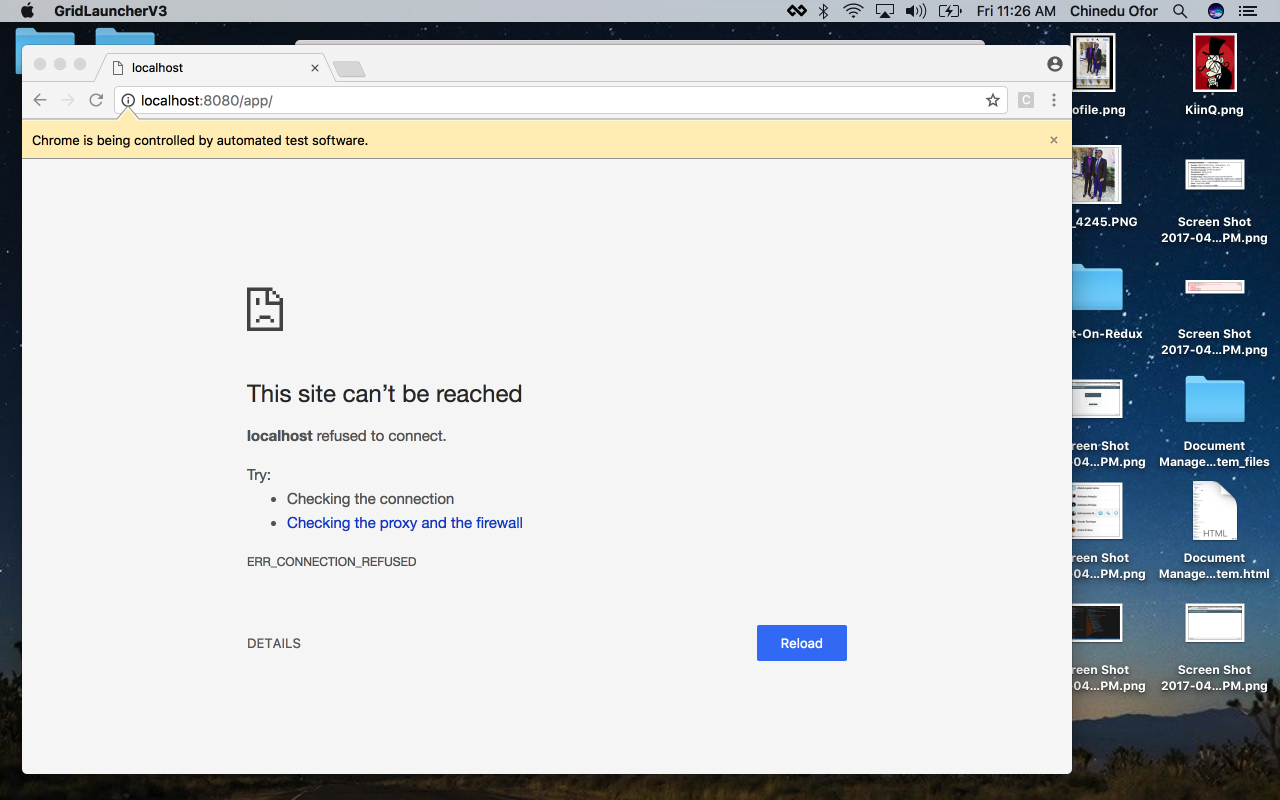 GridLauncherV3
Fri 11:26 AM Chinedu Ofor
localhost
localhost:8080/app/
C
Chrome is being controlled by automated test software.
This site can’t be reached
localhost refused to connect.
Try:
Checking the connection
Checking the proxy and the firewall
ERR_CONNECTION_REFUSED
DETAILS
Reload
ofile.png
KiinQ.png
_4245.PNG
Screen Shot
2017-04...PM.png
t-On-Redux
Screen Shot
2017-04...PM.png
reen Shot
04...PM.png
Document
Manage...tem_files
HTML
reen Shot
04...PM.png
Document
Manage...tem.html
reen Shot
04...PM.png
Screen Shot
2017-04...PM.png